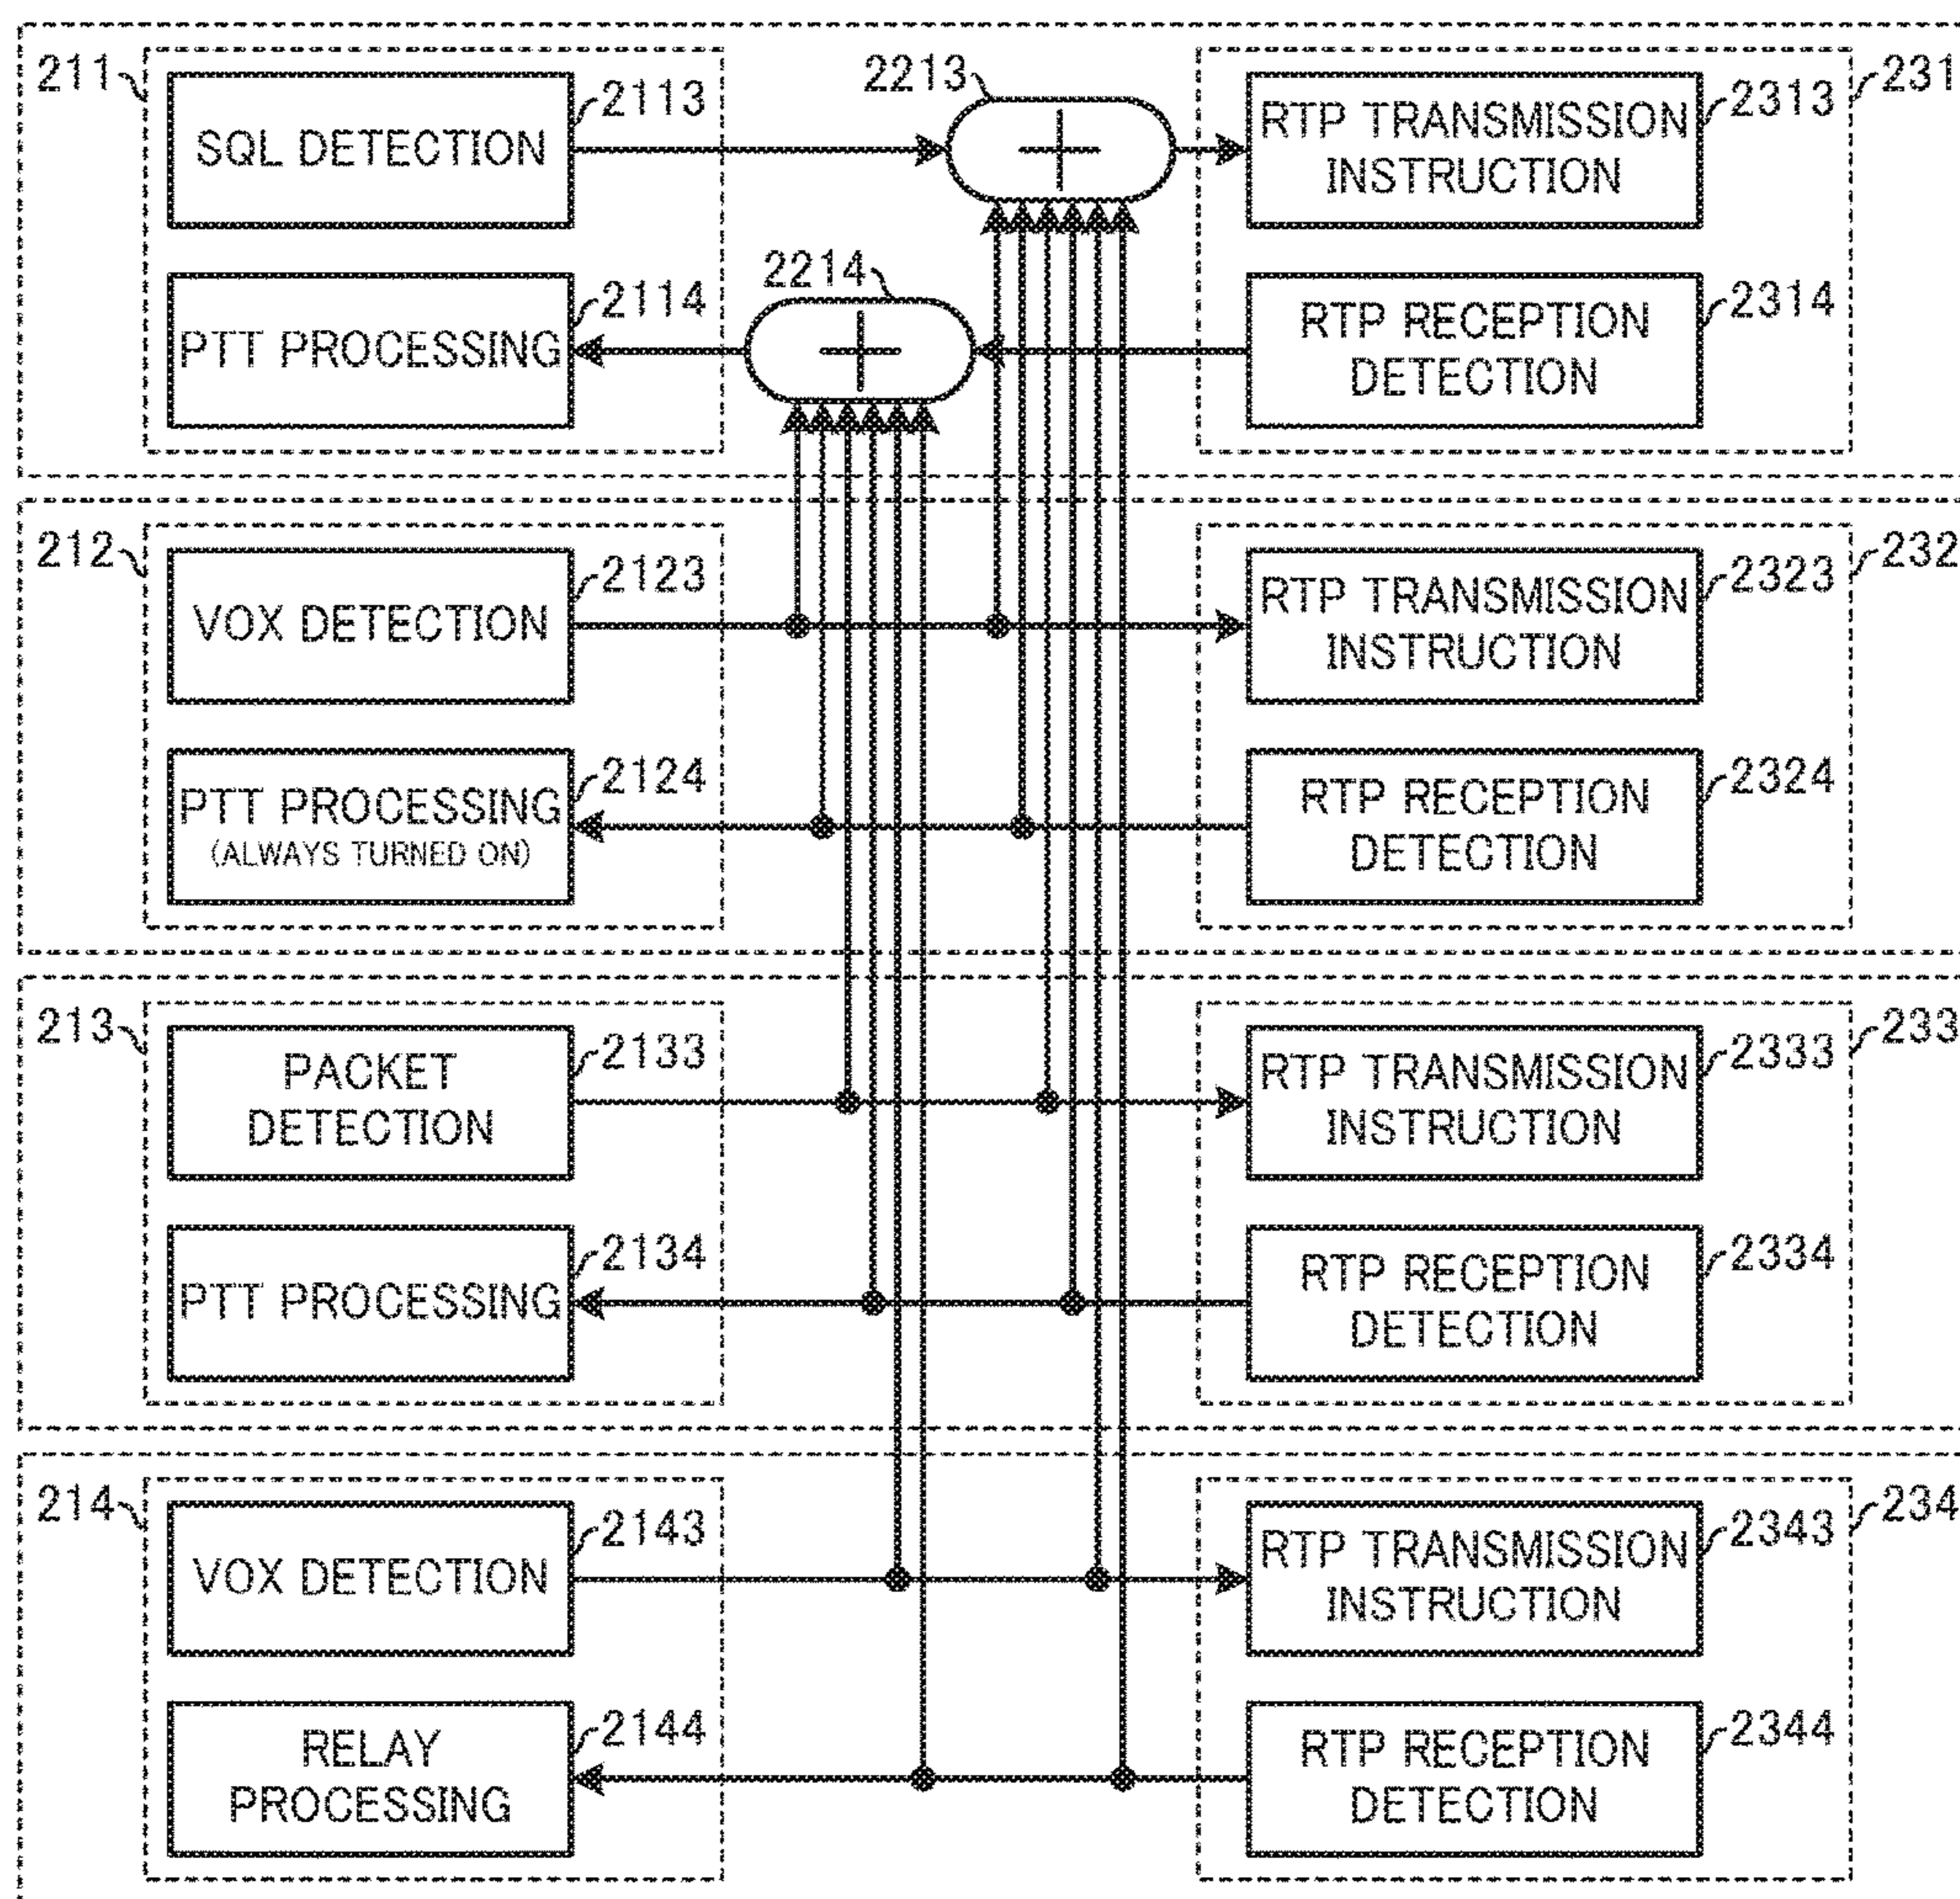 211
SQL DETECTION
2113
2213
RTP TRANSMISSION
INSTRUCTION
2313
231
PTT PROCESSING
2114
2214
RTP RECEPTION
DETECTION
2314
212
VOX DETECTION
2123
RTP TRANSMISSION
INSTRUCTION
2323
232
PTT PROCESSING
(ALWAYS TURNED ON)
2124
RTP RECEPTION
DETECTION
2324
213
PACKET
DETECTION
2133
RTP TRANSMISSION
INSTRUCTION
2333
233
PTT PROCESSING
2134
RTP RECEPTION
DETECTION
2334
214
VOX DETECTION
2143
RTP TRANSMISSION
INSTRUCTION
2343
234
RELAY
PROCESSING
2144
RTP RECEPTION
DETECTION
2344